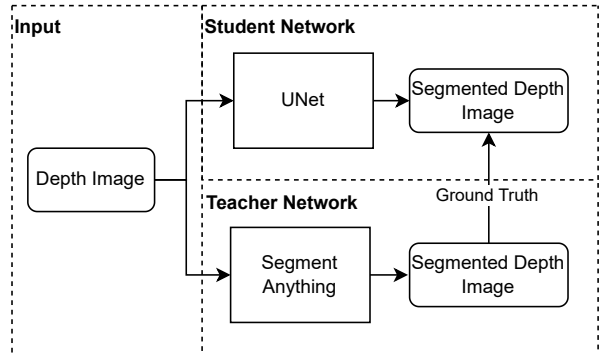 Input
Student Network
UNet
Segmented Depth
Image
Depth Image
Ground Truth
Teacher Network
Segment
Anything
Segmented Depth
Image